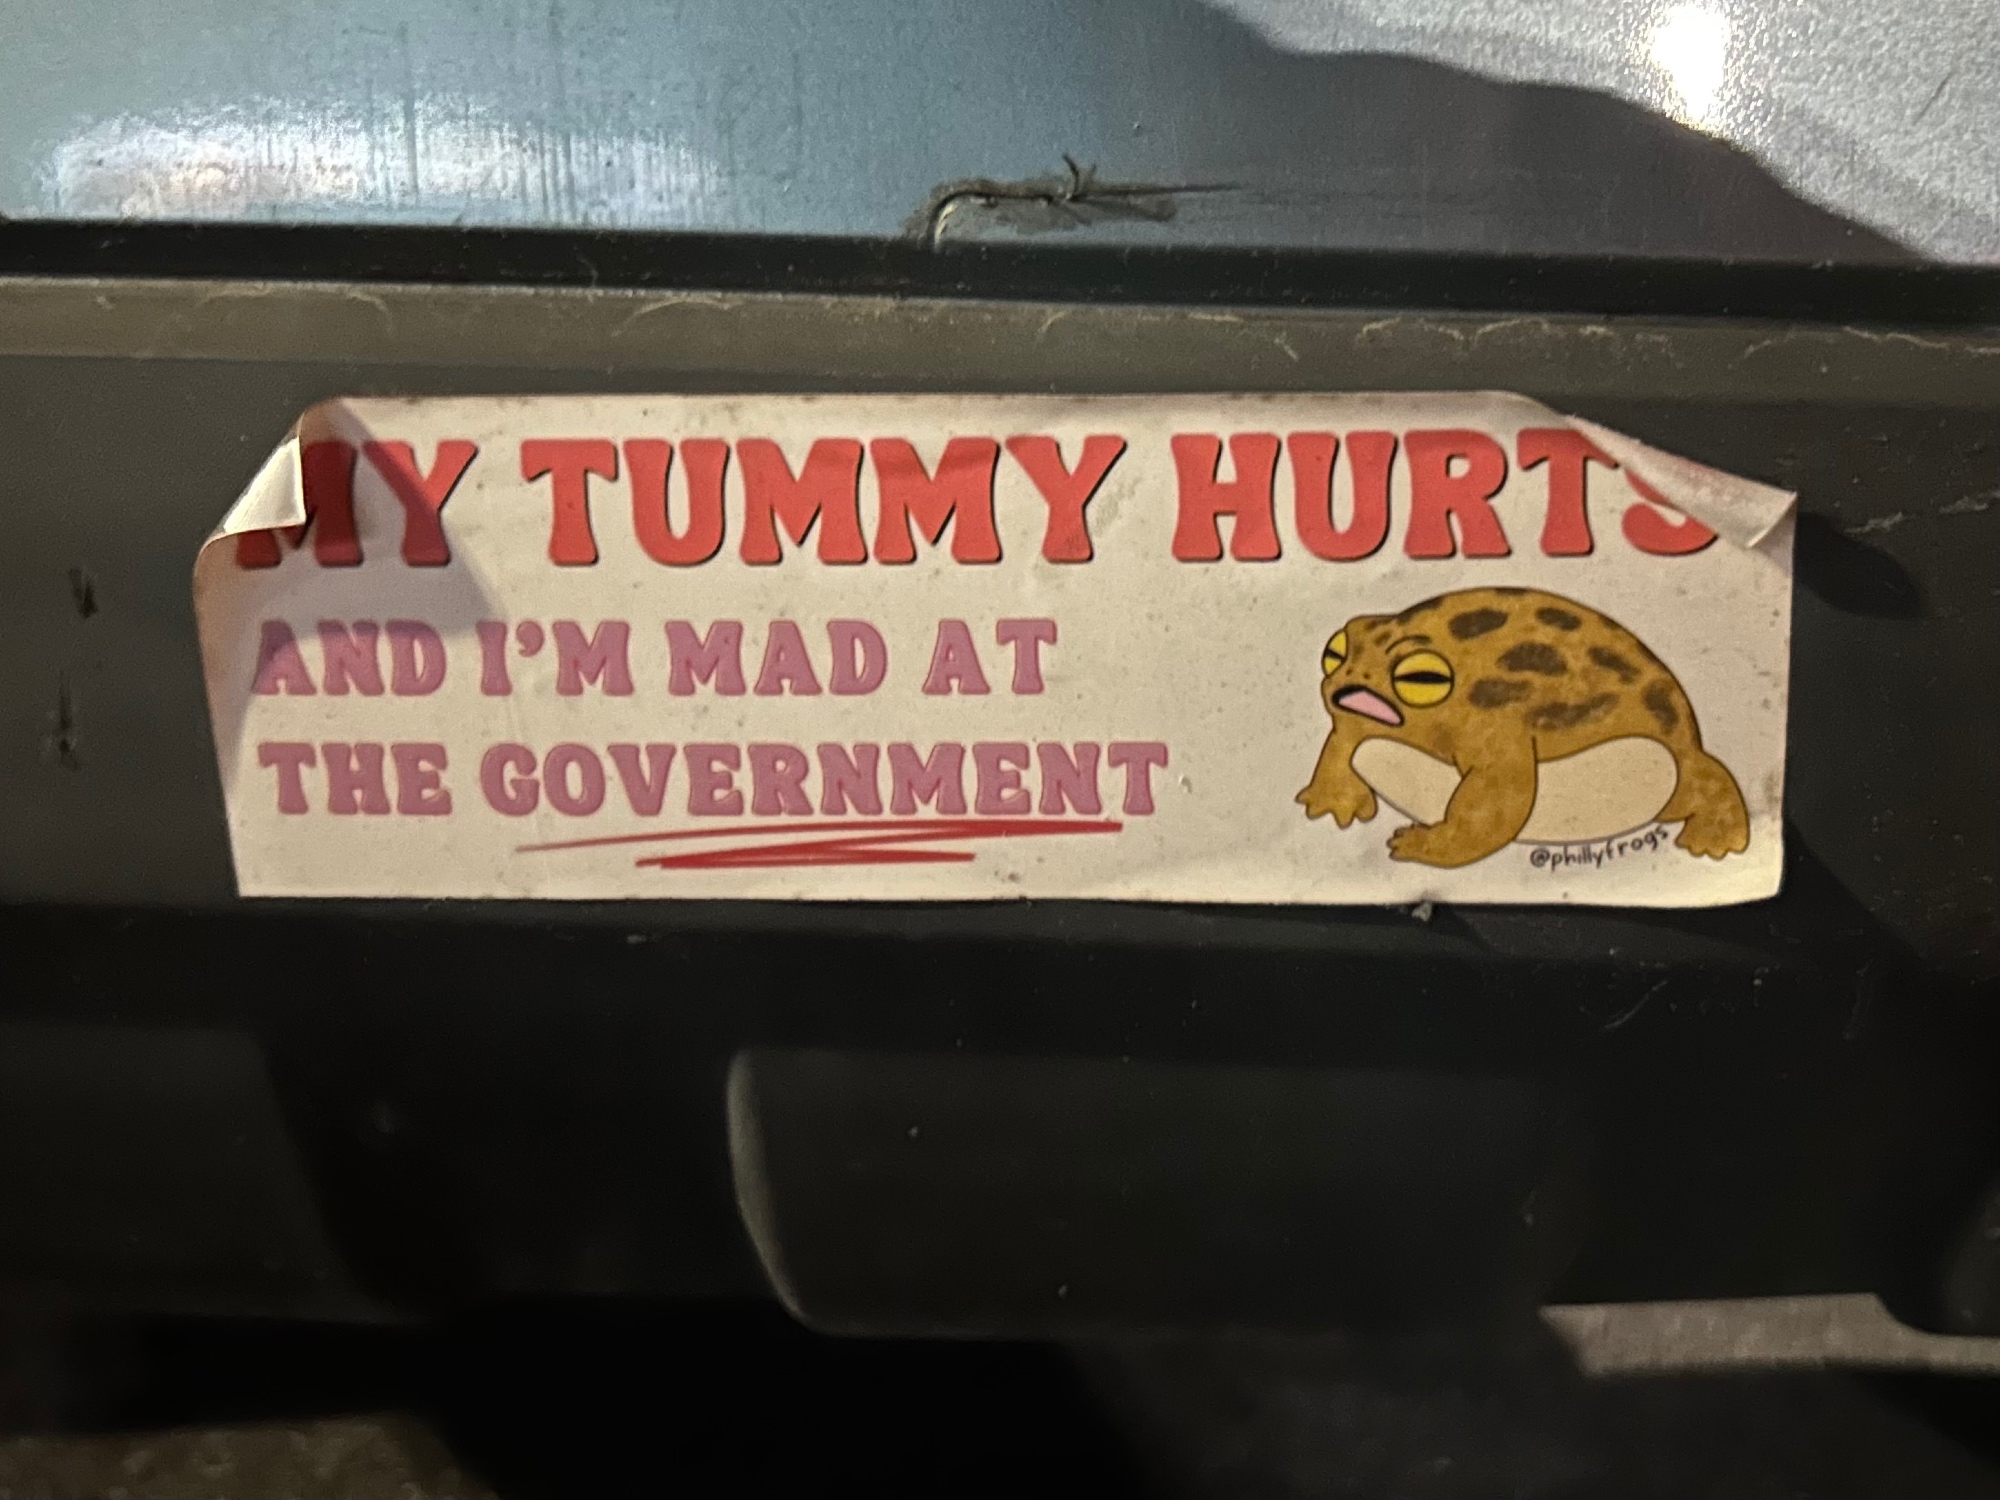 MY TUMMY HURTS
AND I'M MAD AT
THE GOVERNMENT
@phillyfrogs